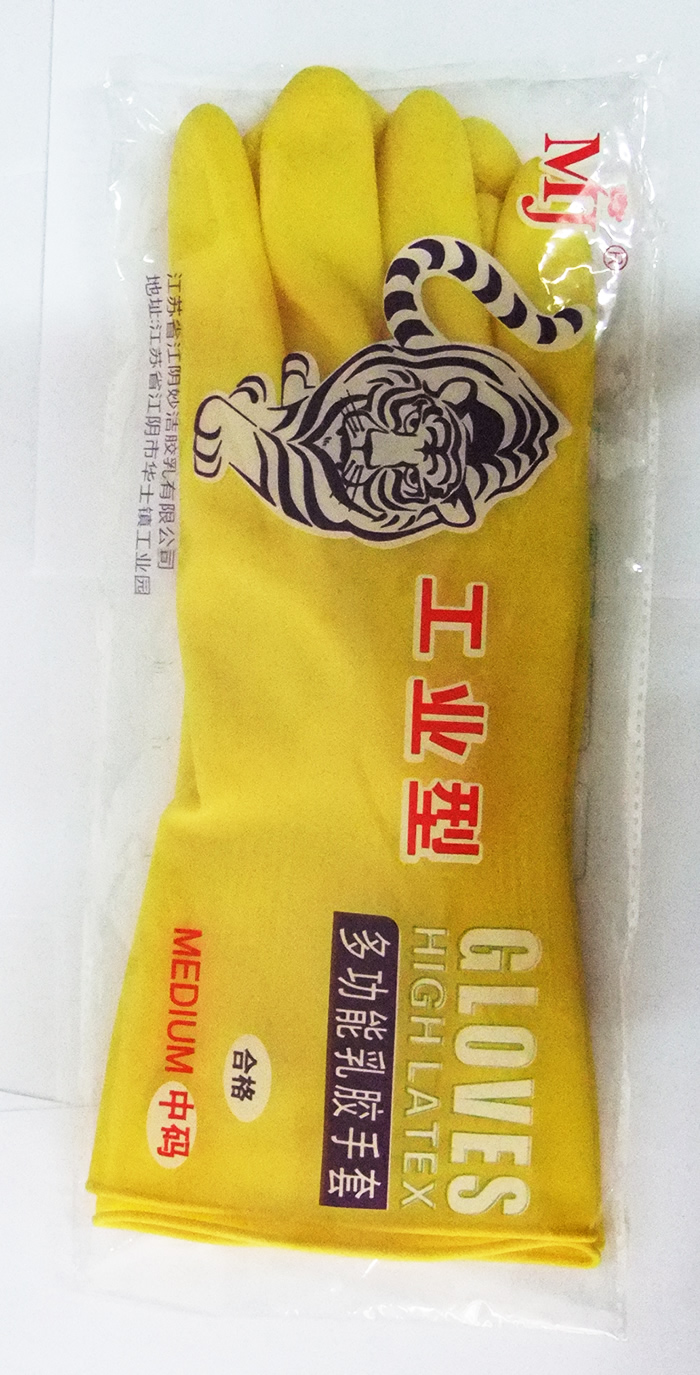 MJ ®
工业型
GLOVES
HIGH LATEX
多功能乳胶手套
合格
MEDIUM 中码
江苏省江阴妙洁胶乳有限公司
地址:江苏省江阴市华士镇工业园